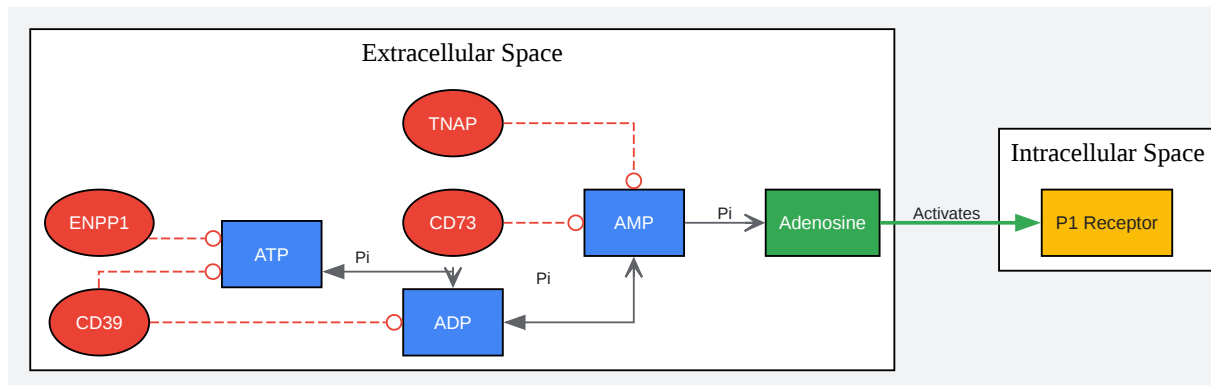 Extracellular Space
TNAP
Intracellular Space
ENPP1
CD73
AMP
Pi
Adenosine
Activates
P1 Receptor
ATP
Pi
Pi
CD39
ADP